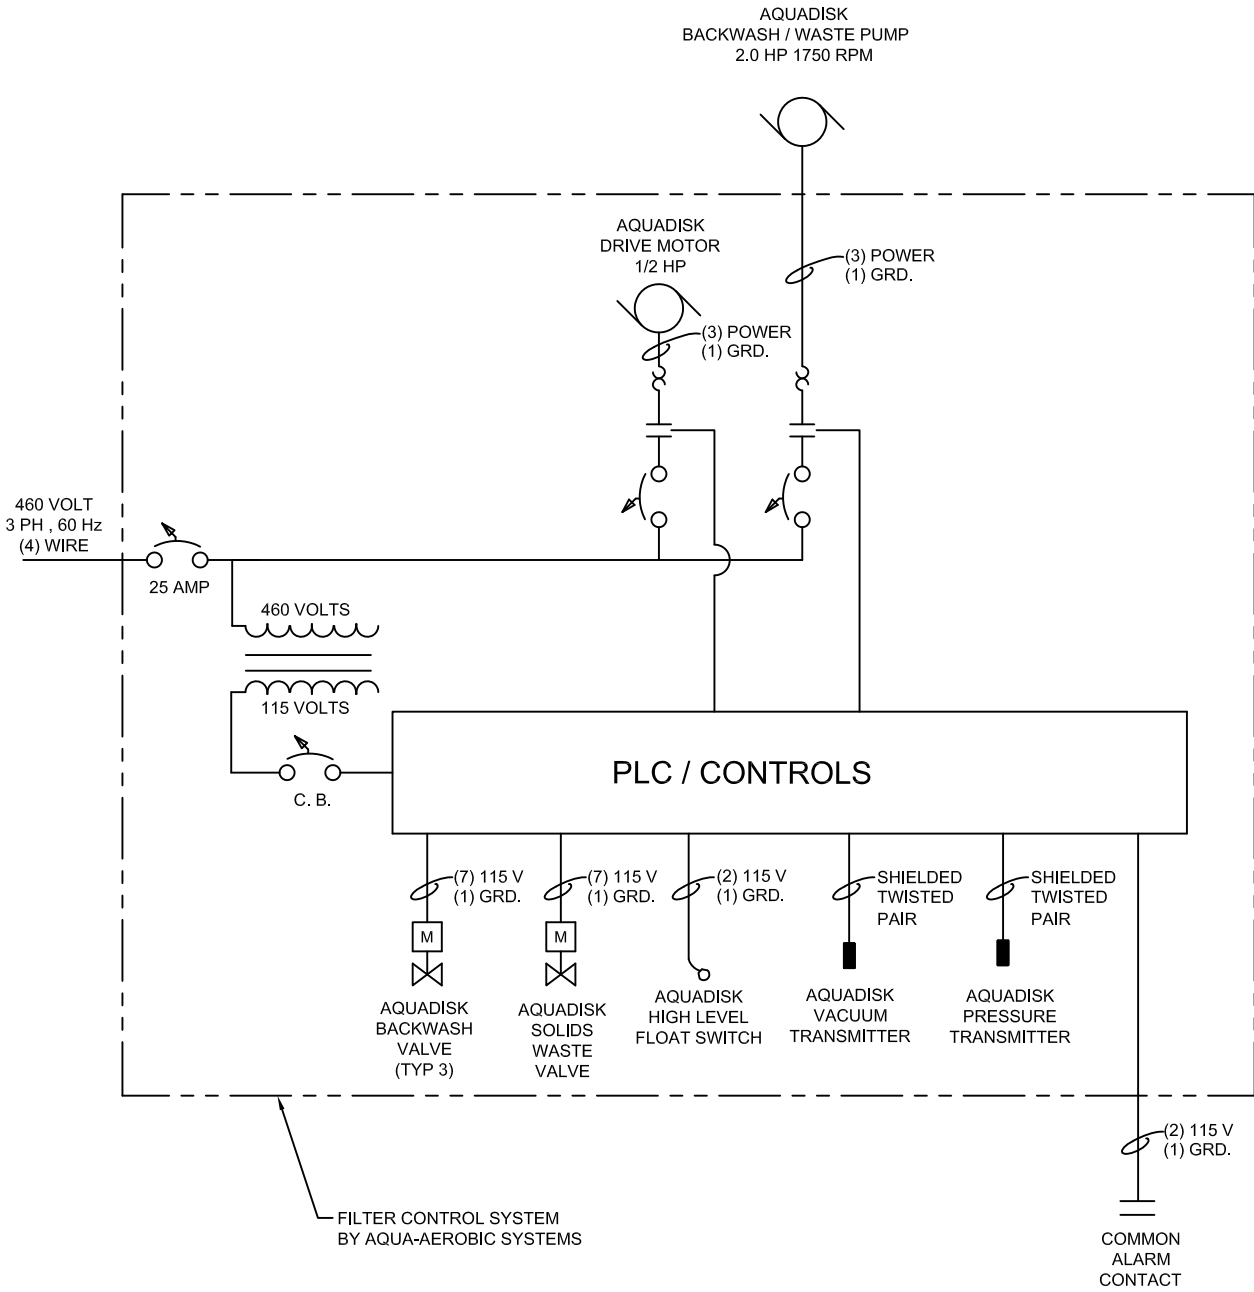 AQUADISK
BACKWASH / WASTE PUMP
2.0 HP 1750 RPM
AQUADISK
DRIVE MOTOR
1/2 HP
(3) POWER
(1) GRD.
(3) POWER
(1) GRD.
460 VOLT
3 PH , 60 Hz
(4) WIRE
25 AMP
460 VOLTS
115 VOLTS
C. B.
PLC / CONTROLS
(7) 115 V
(1) GRD.
(7) 115 V
(1) GRD.
(2) 115 V
(1) GRD.
SHIELDED
TWISTED
PAIR
SHIELDED
TWISTED
PAIR
M
M
AQUADISK
BACKWASH
VALVE
(TYP 3)
AQUADISK
SOLIDS
WASTE
VALVE
AQUADISK
HIGH LEVEL
FLOAT SWITCH
AQUADISK
VACUUM
TRANSMITTER
AQUADISK
PRESSURE
TRANSMITTER
(2) 115 V
(1) GRD.
FILTER CONTROL SYSTEM
BY AQUA-AEROBIC SYSTEMS
COMMON
ALARM
CONTACT